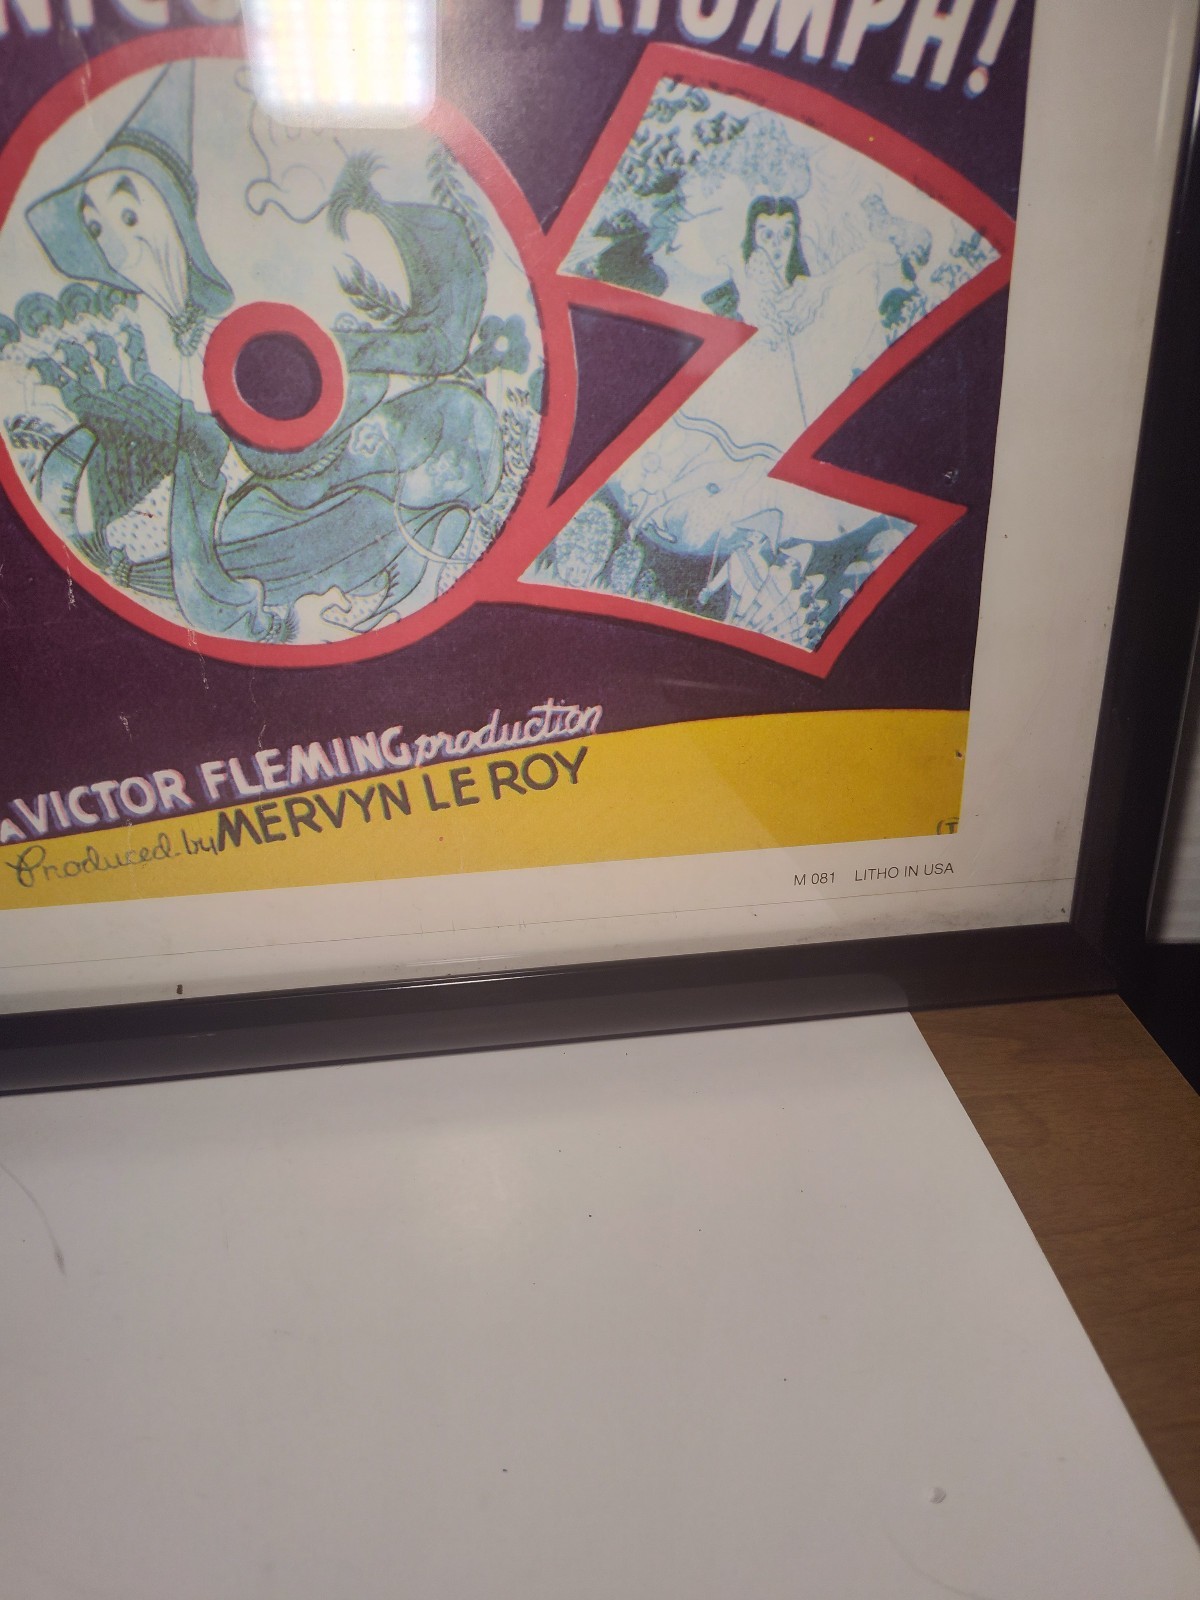 TRIUMPH!
OZ
A VICTOR FLEMING production
Produced by MERVYN LE ROY
M 081 LITHO IN USA